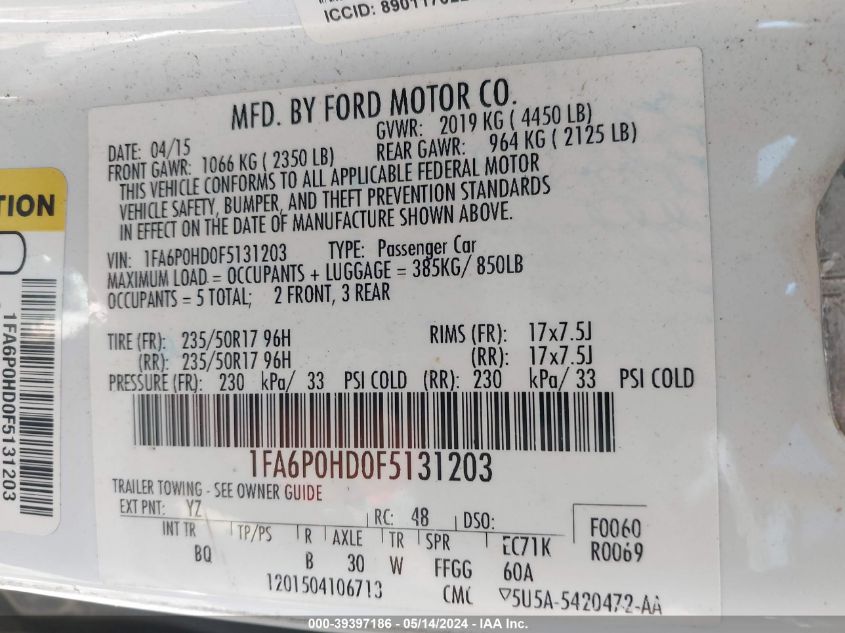 ICCID: 8901170
MFD. BY FORD MOTOR CO.
DATE: 04/15 GVWR: 2019 KG ( 4450 LB)
FRONT GAWR: 1066 KG ( 2350 LB) REAR GAWR: 964 KG ( 2125 LB)
THIS VEHICLE CONFORMS TO ALL APPLICABLE FEDERAL MOTOR
VEHICLE SAFETY, BUMPER, AND THEFT PREVENTION STANDARDS
IN EFFECT ON THE DATE OF MANUFACTURE SHOWN ABOVE.
VIN: 1FA6P0HD0F5131203 TYPE: Passenger Car
MAXIMUM LOAD = OCCUPANTS + LUGGAGE = 385KG/ 850LB
OCCUPANTS = 5 TOTAL; 2 FRONT, 3 REAR
TIRE (FR): 235/50R17 96H RIMS (FR): 17x7.5J
(RR): 235/50R17 96H (RR): 17x7.5J
PRESSURE (FR): 230 kPa/ 33 PSI COLD (RR): 230 kPa/ 33 PSI COLD
1FA6P0HD0F5131203
TRAILER TOWING - SEE OWNER GUIDE
EXT PNT: YZ RC: 48 DSO: F0060
INT TR TP/PS R AXLE TR SPR EC71K R0069
BQ B 30 W FFGG 60A
1201504106713 CMC ▽5U5A-5420472-AA
TION
1FA6P0HD0F5131203
000-39397186 - 05/14/2024 - IAAI.COM